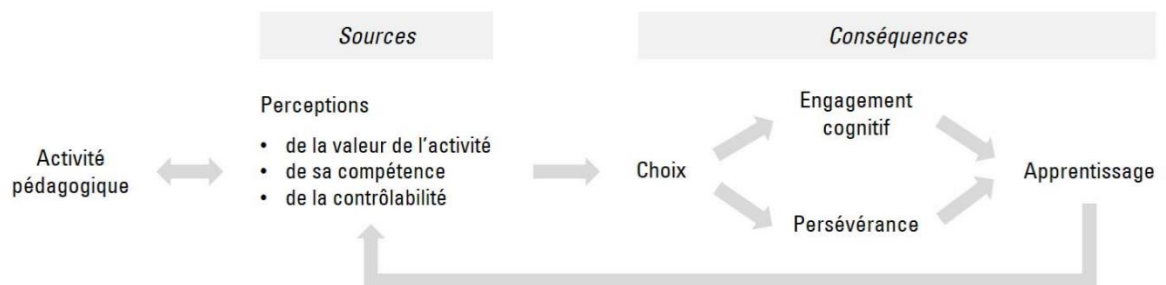 Sources
Conséquences
Activité
pédagogique
Perceptions
• de la valeur de l'activité
• de sa compétence
• de la contrôlabilité
Choix
Engagement
cognitif
Persévérance
Apprentissage